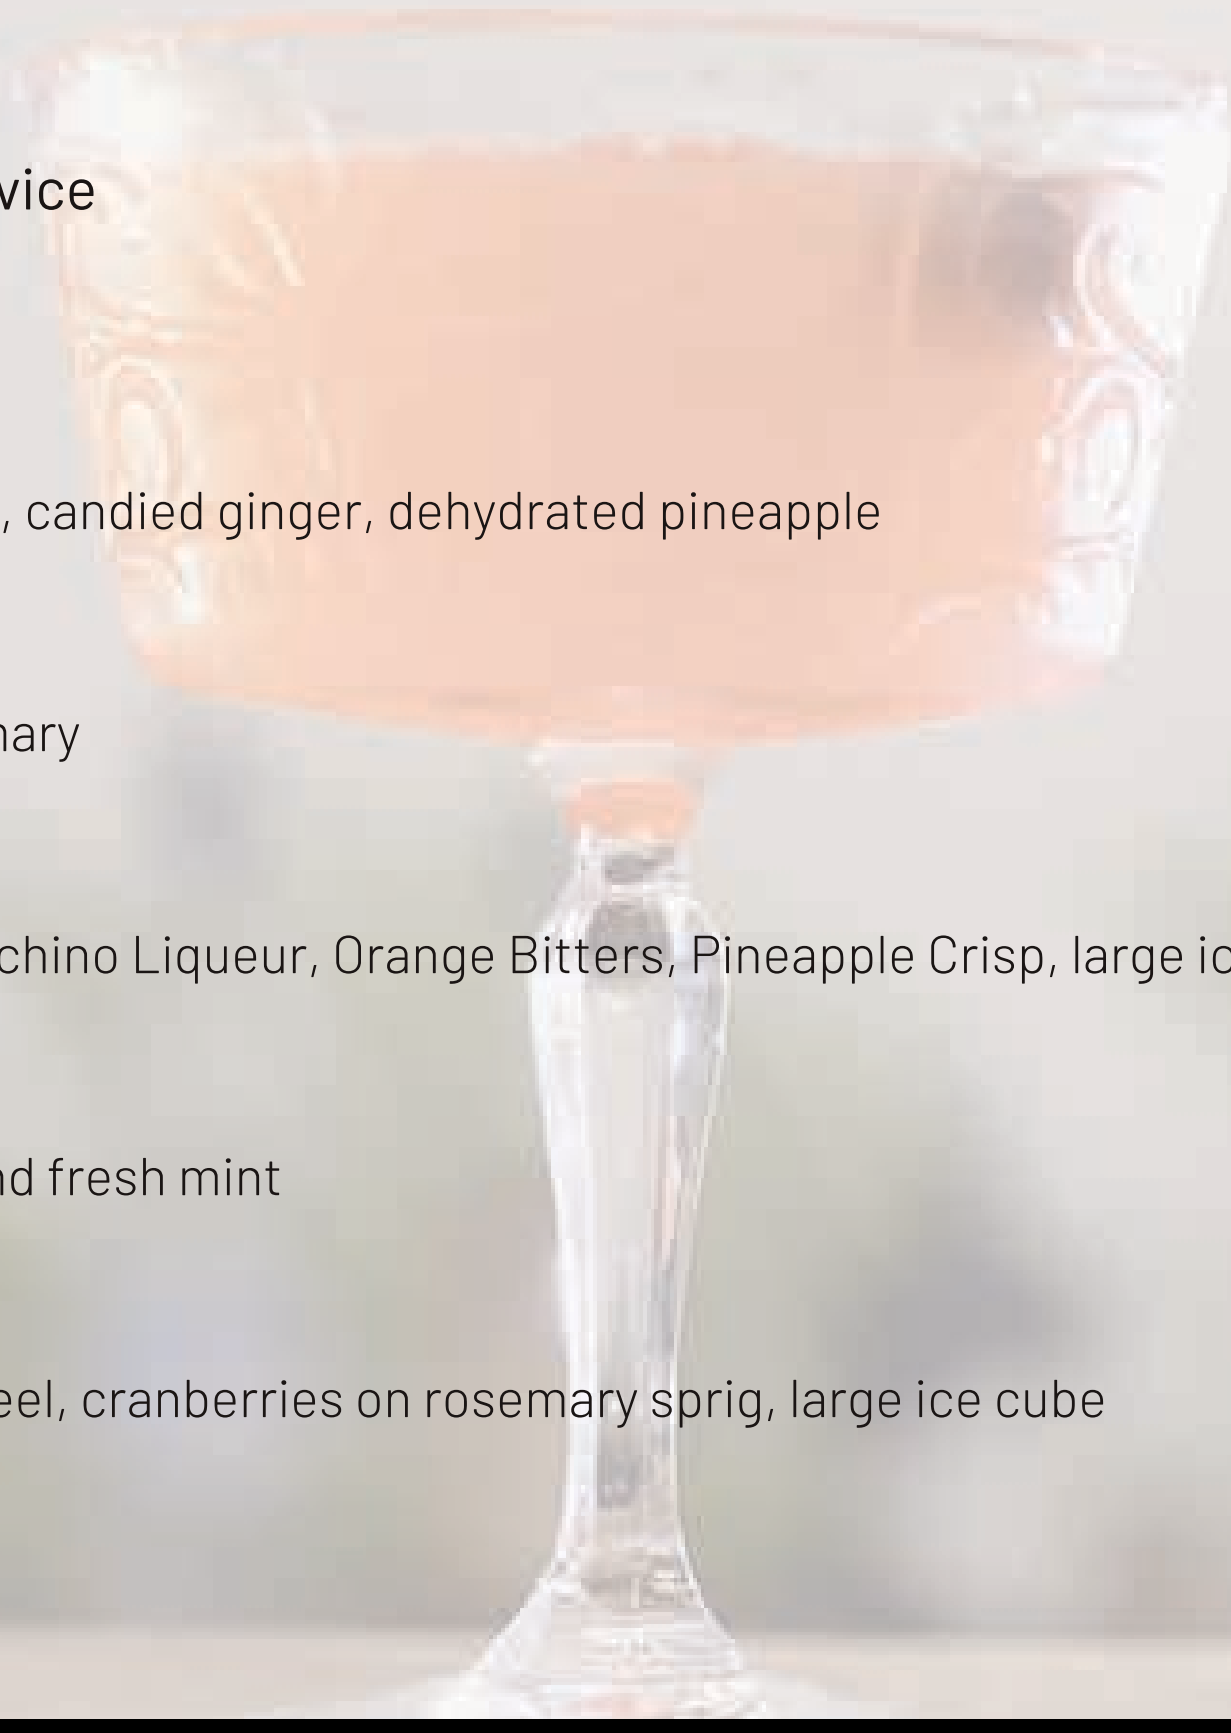 vice
, candied ginger, dehydrated pineapple
nary
chino Liqueur, Orange Bitters, Pineapple Crisp, large ic
nd fresh mint
eel, cranberries on rosemary sprig, large ice cube